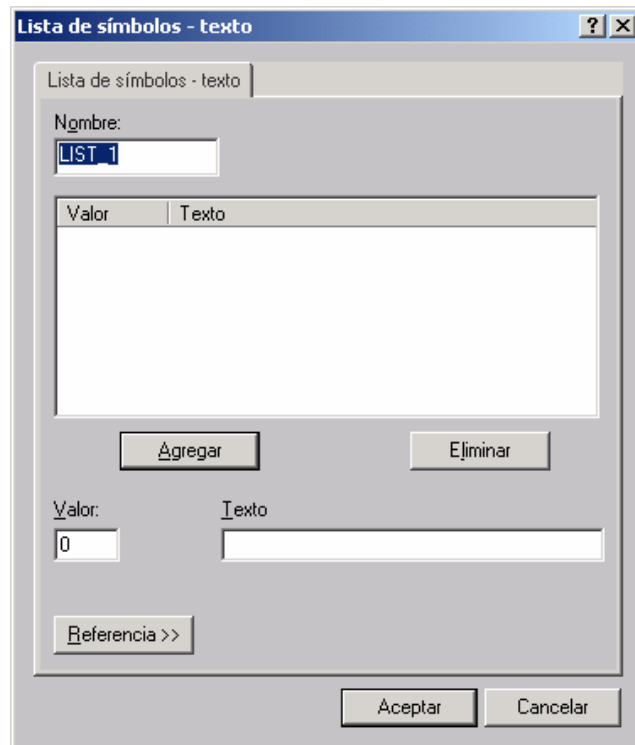 Lista de símbolos - texto
Lista de símbolos - texto
Nombre:
LIST_1
Valor Texto
Agregar Eliminar
Valor: Texto
0
Referencia >>
Aceptar Cancelar